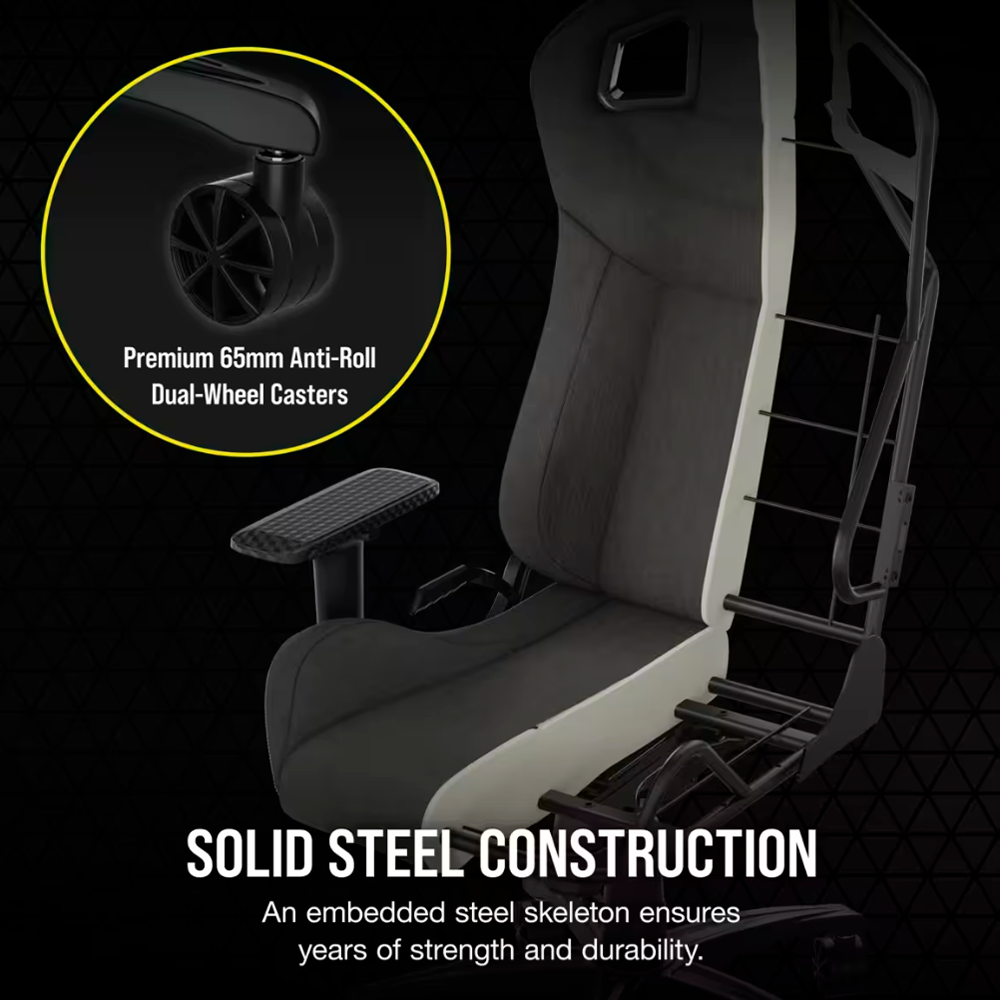 Premium 65mm Anti-Roll
Dual-Wheel Casters
SOLID STEEL CONSTRUCTION
An embedded steel skeleton ensures
years of strength and durability.